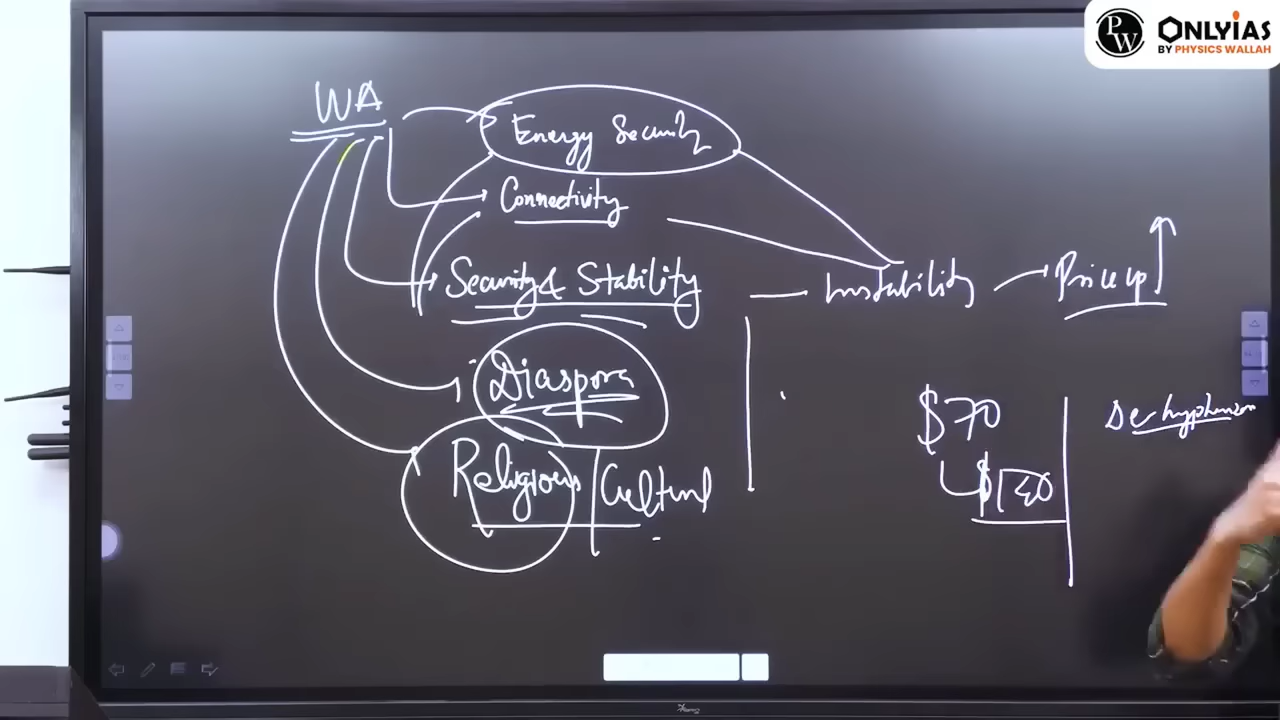 PW ONLYIAS
BY PHYSICS WALLAH
WA
Energy Security
Connectivity
Security & Stability
Instability
Price up
Diaspora
$70
De-hyphenation
Religious
Cultural